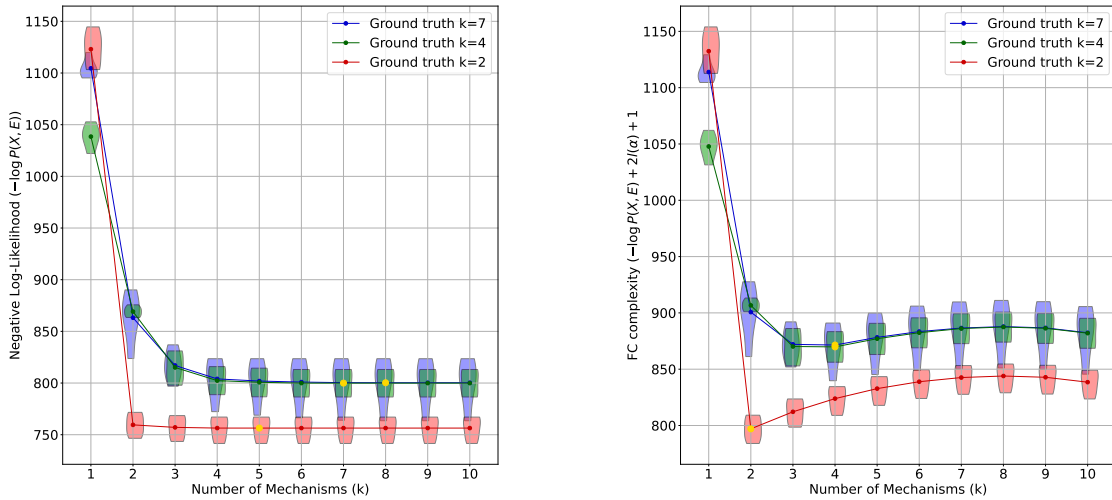 1150
1100
1050
1000
950
900
850
800
750
1 2 3 4 5 6 7 8 9 10
Number of Mechanisms (k)
Negative Log-Likelihood (− log P(X, E))
Ground truth k=7
Ground truth k=4
Ground truth k=2
1150
1100
1050
1000
950
900
850
800
1 2 3 4 5 6 7 8 9 10
Number of Mechanisms (k)
FC complexity (− log P(X, E) + 2I(α) + 1
Ground truth k=7
Ground truth k=4
Ground truth k=2